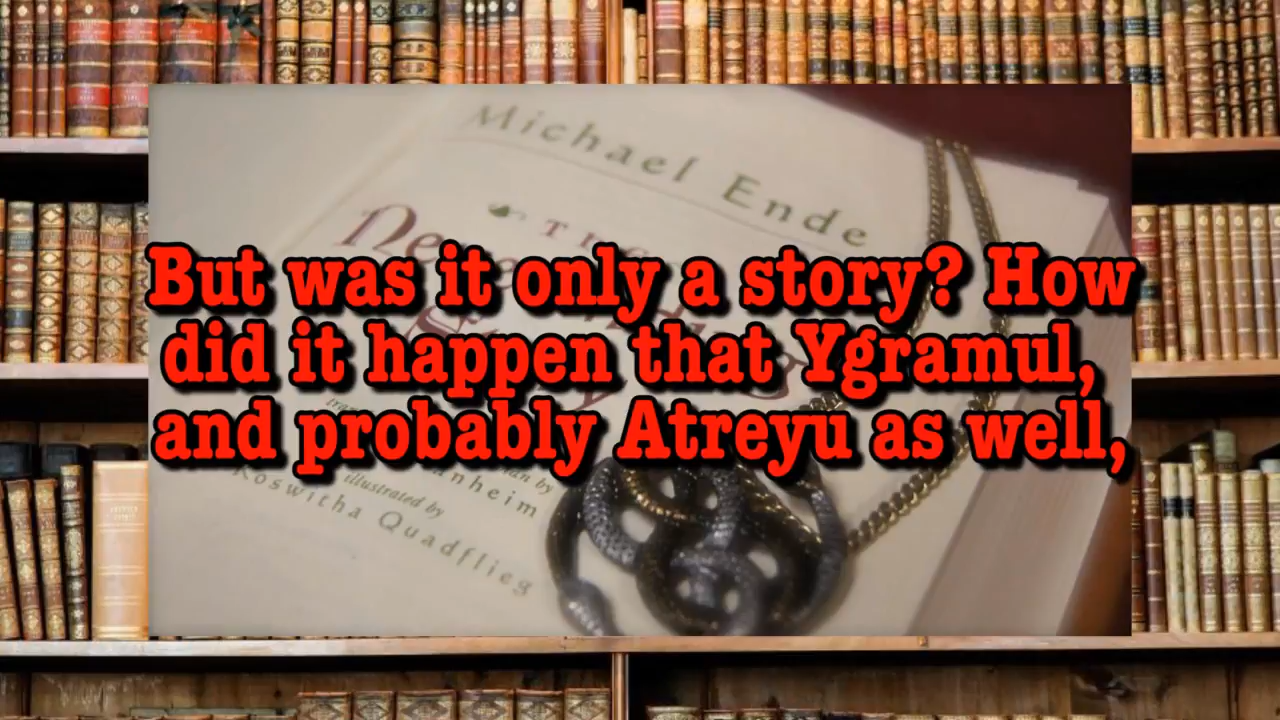 Michael Ende
But was it only a story? How
did it happen that Ygramul,
and probably Atreyu as well,
illustrated by
Roswitha Quadflieg